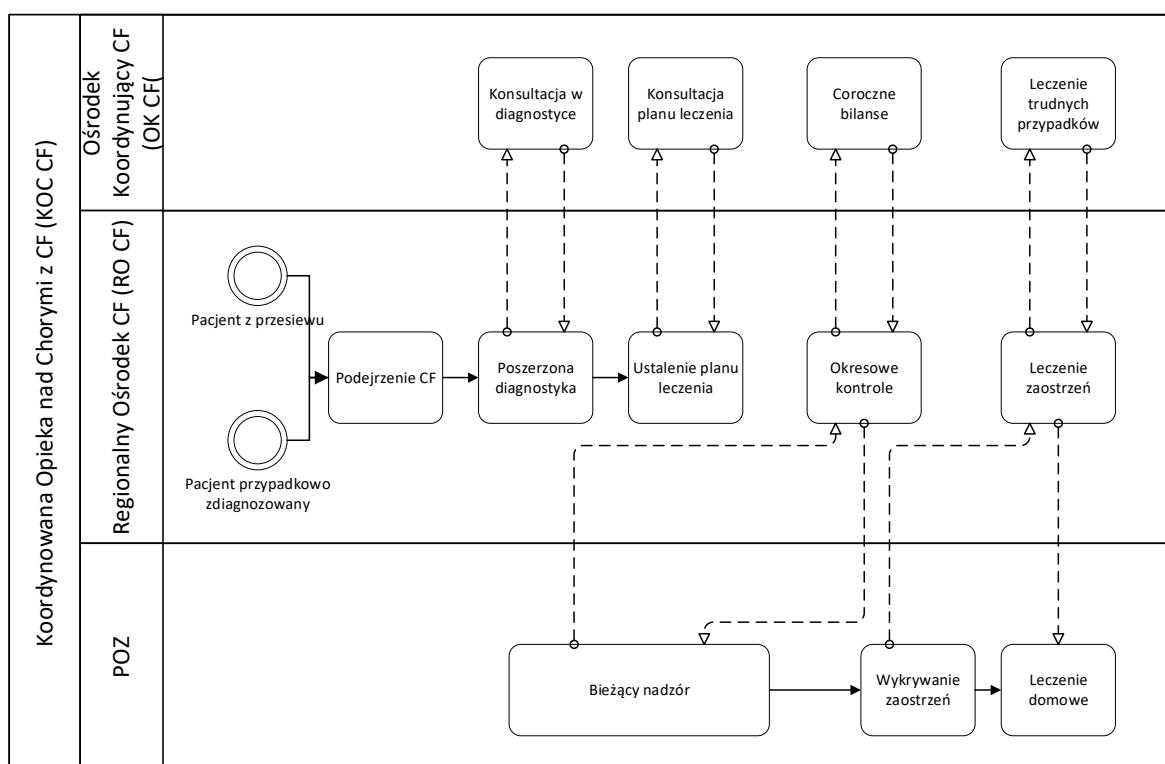 Koordynowana Opieka nad Chorymi z CF (KOC CF)
Ośrodek
Koordynujący CF
(OK CF(
Konsultacja w
diagnostyce
Konsultacja
planu leczenia
Coroczne
bilanse
Leczenie
trudnych
przypadków
Regionalny Ośrodek CF (RO CF)
Pacjent z przesiewu
Podejrzenie CF
Poszerzona
diagnostyka
Ustalenie planu
leczenia
Okresowe
kontrole
Leczenie
zaostrzeń
Pacjent przypadkowo
zdiagnozowany
POZ
Bieżący nadzór
Wykrywanie
zaostrzeń
Leczenie
domowe